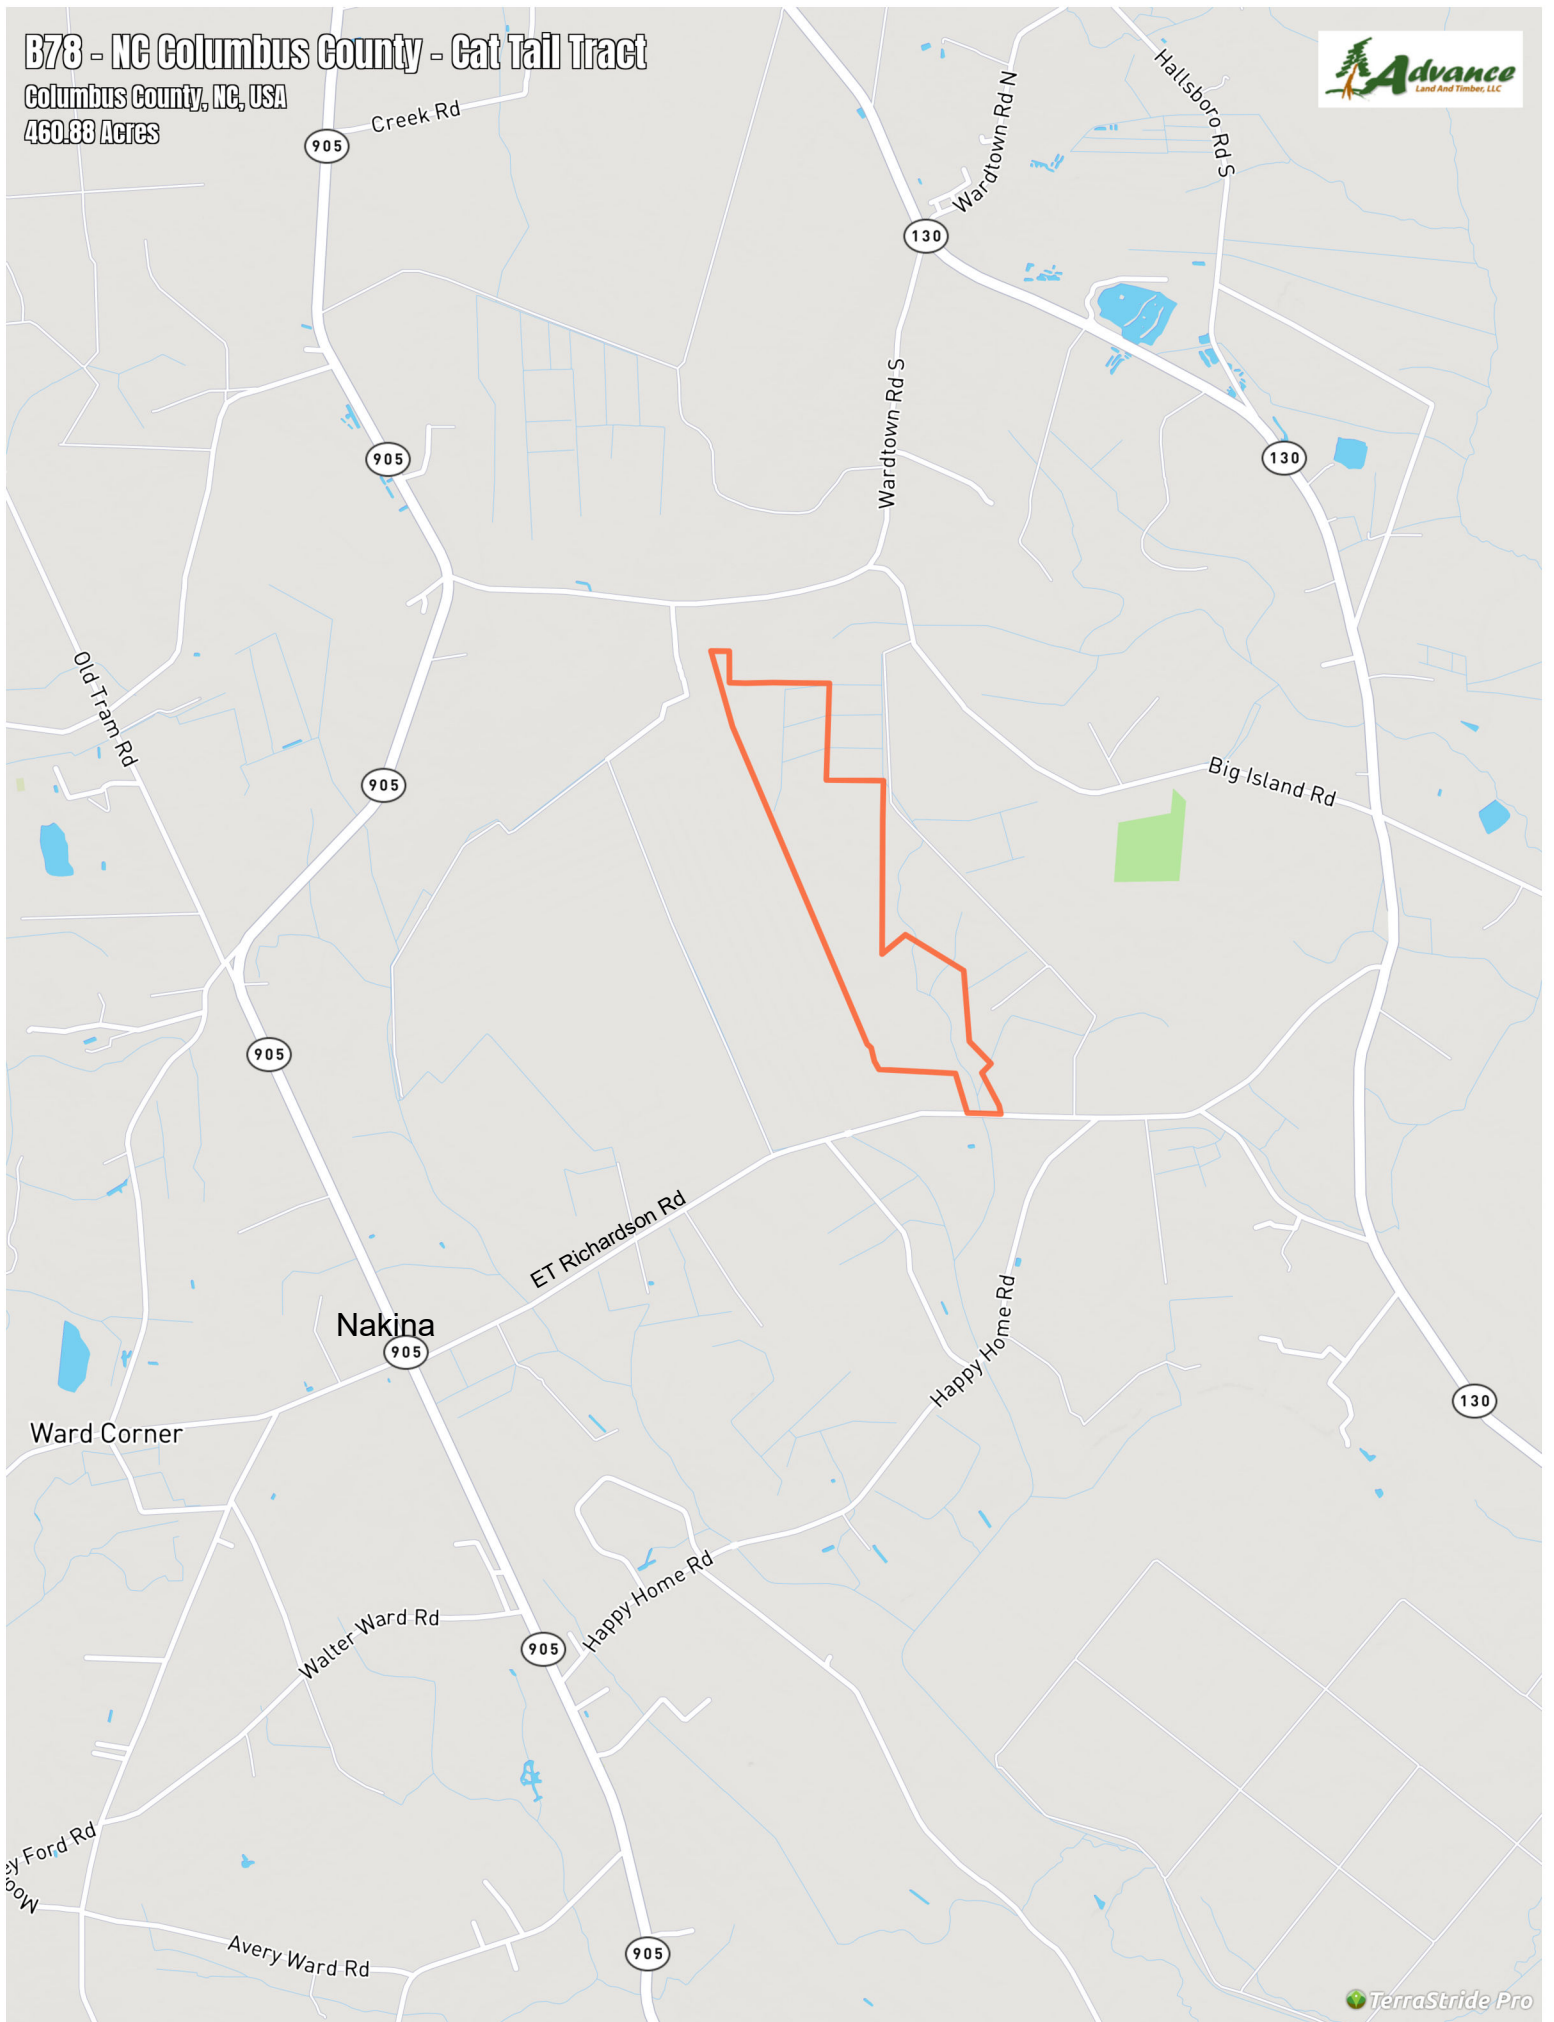 B78 - NC Columbus County - Cat Tail Tract
Columbus County, NC, USA
460.88 Acres
Advance
Land And Timber, LLC
Creek Rd
905
Wardtown Rd N
Hallsboro Rd S
130
Wardtown Rd S
905
130
Old Tram Rd
905
Big Island Rd
905
ET Richardson Rd
Nakina
905
Happy Home Rd
130
Ward Corner
Happy Home Rd
Walter Ward Rd
905
ey Ford Rd
Moo
Avery Ward Rd
905
TerraStride Pro